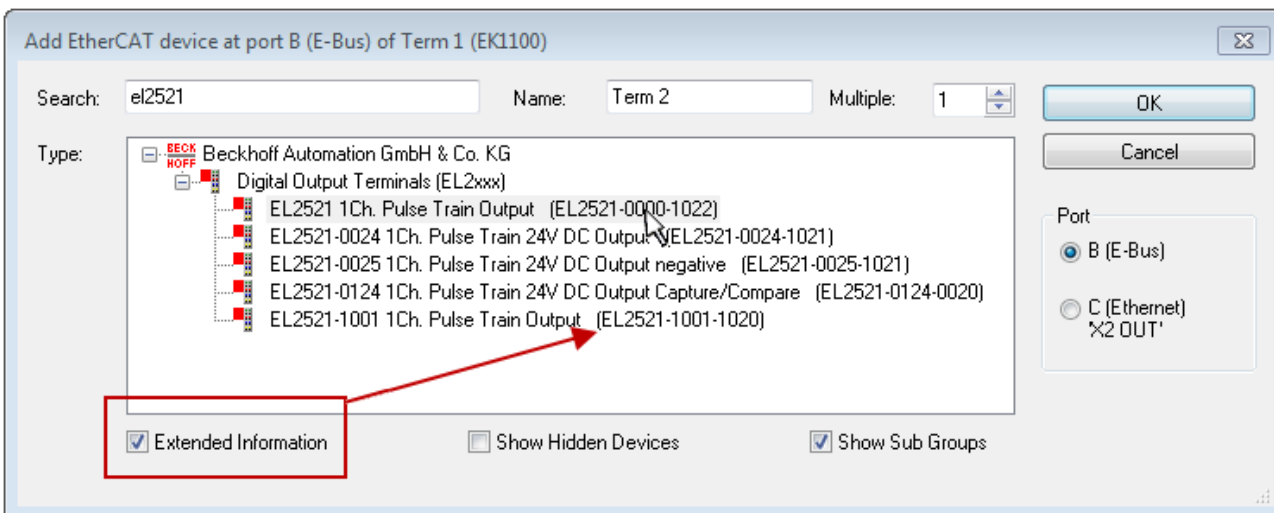 Add EtherCAT device at port B (E-Bus) of Term 1 (EK1100)
Search: el2521 Name: Term 2 Multiple: 1 OK
Type: BECKHOFF Beckhoff Automation GmbH & Co. KG Cancel
Digital Output Terminals (EL2xxx)
EL2521 1Ch. Pulse Train Output (EL2521-0000-1022)
EL2521-0024 1Ch. Pulse Train 24V DC Output (EL2521-0024-1021)
EL2521-0025 1Ch. Pulse Train 24V DC Output negative (EL2521-0025-1021)
EL2521-0124 1Ch. Pulse Train 24V DC Output Capture/Compare (EL2521-0124-0020)
EL2521-1001 1Ch. Pulse Train Output (EL2521-1001-1020)
Port
B (E-Bus)
C (Ethernet)
'X2 OUT'
Extended Information Show Hidden Devices Show Sub Groups